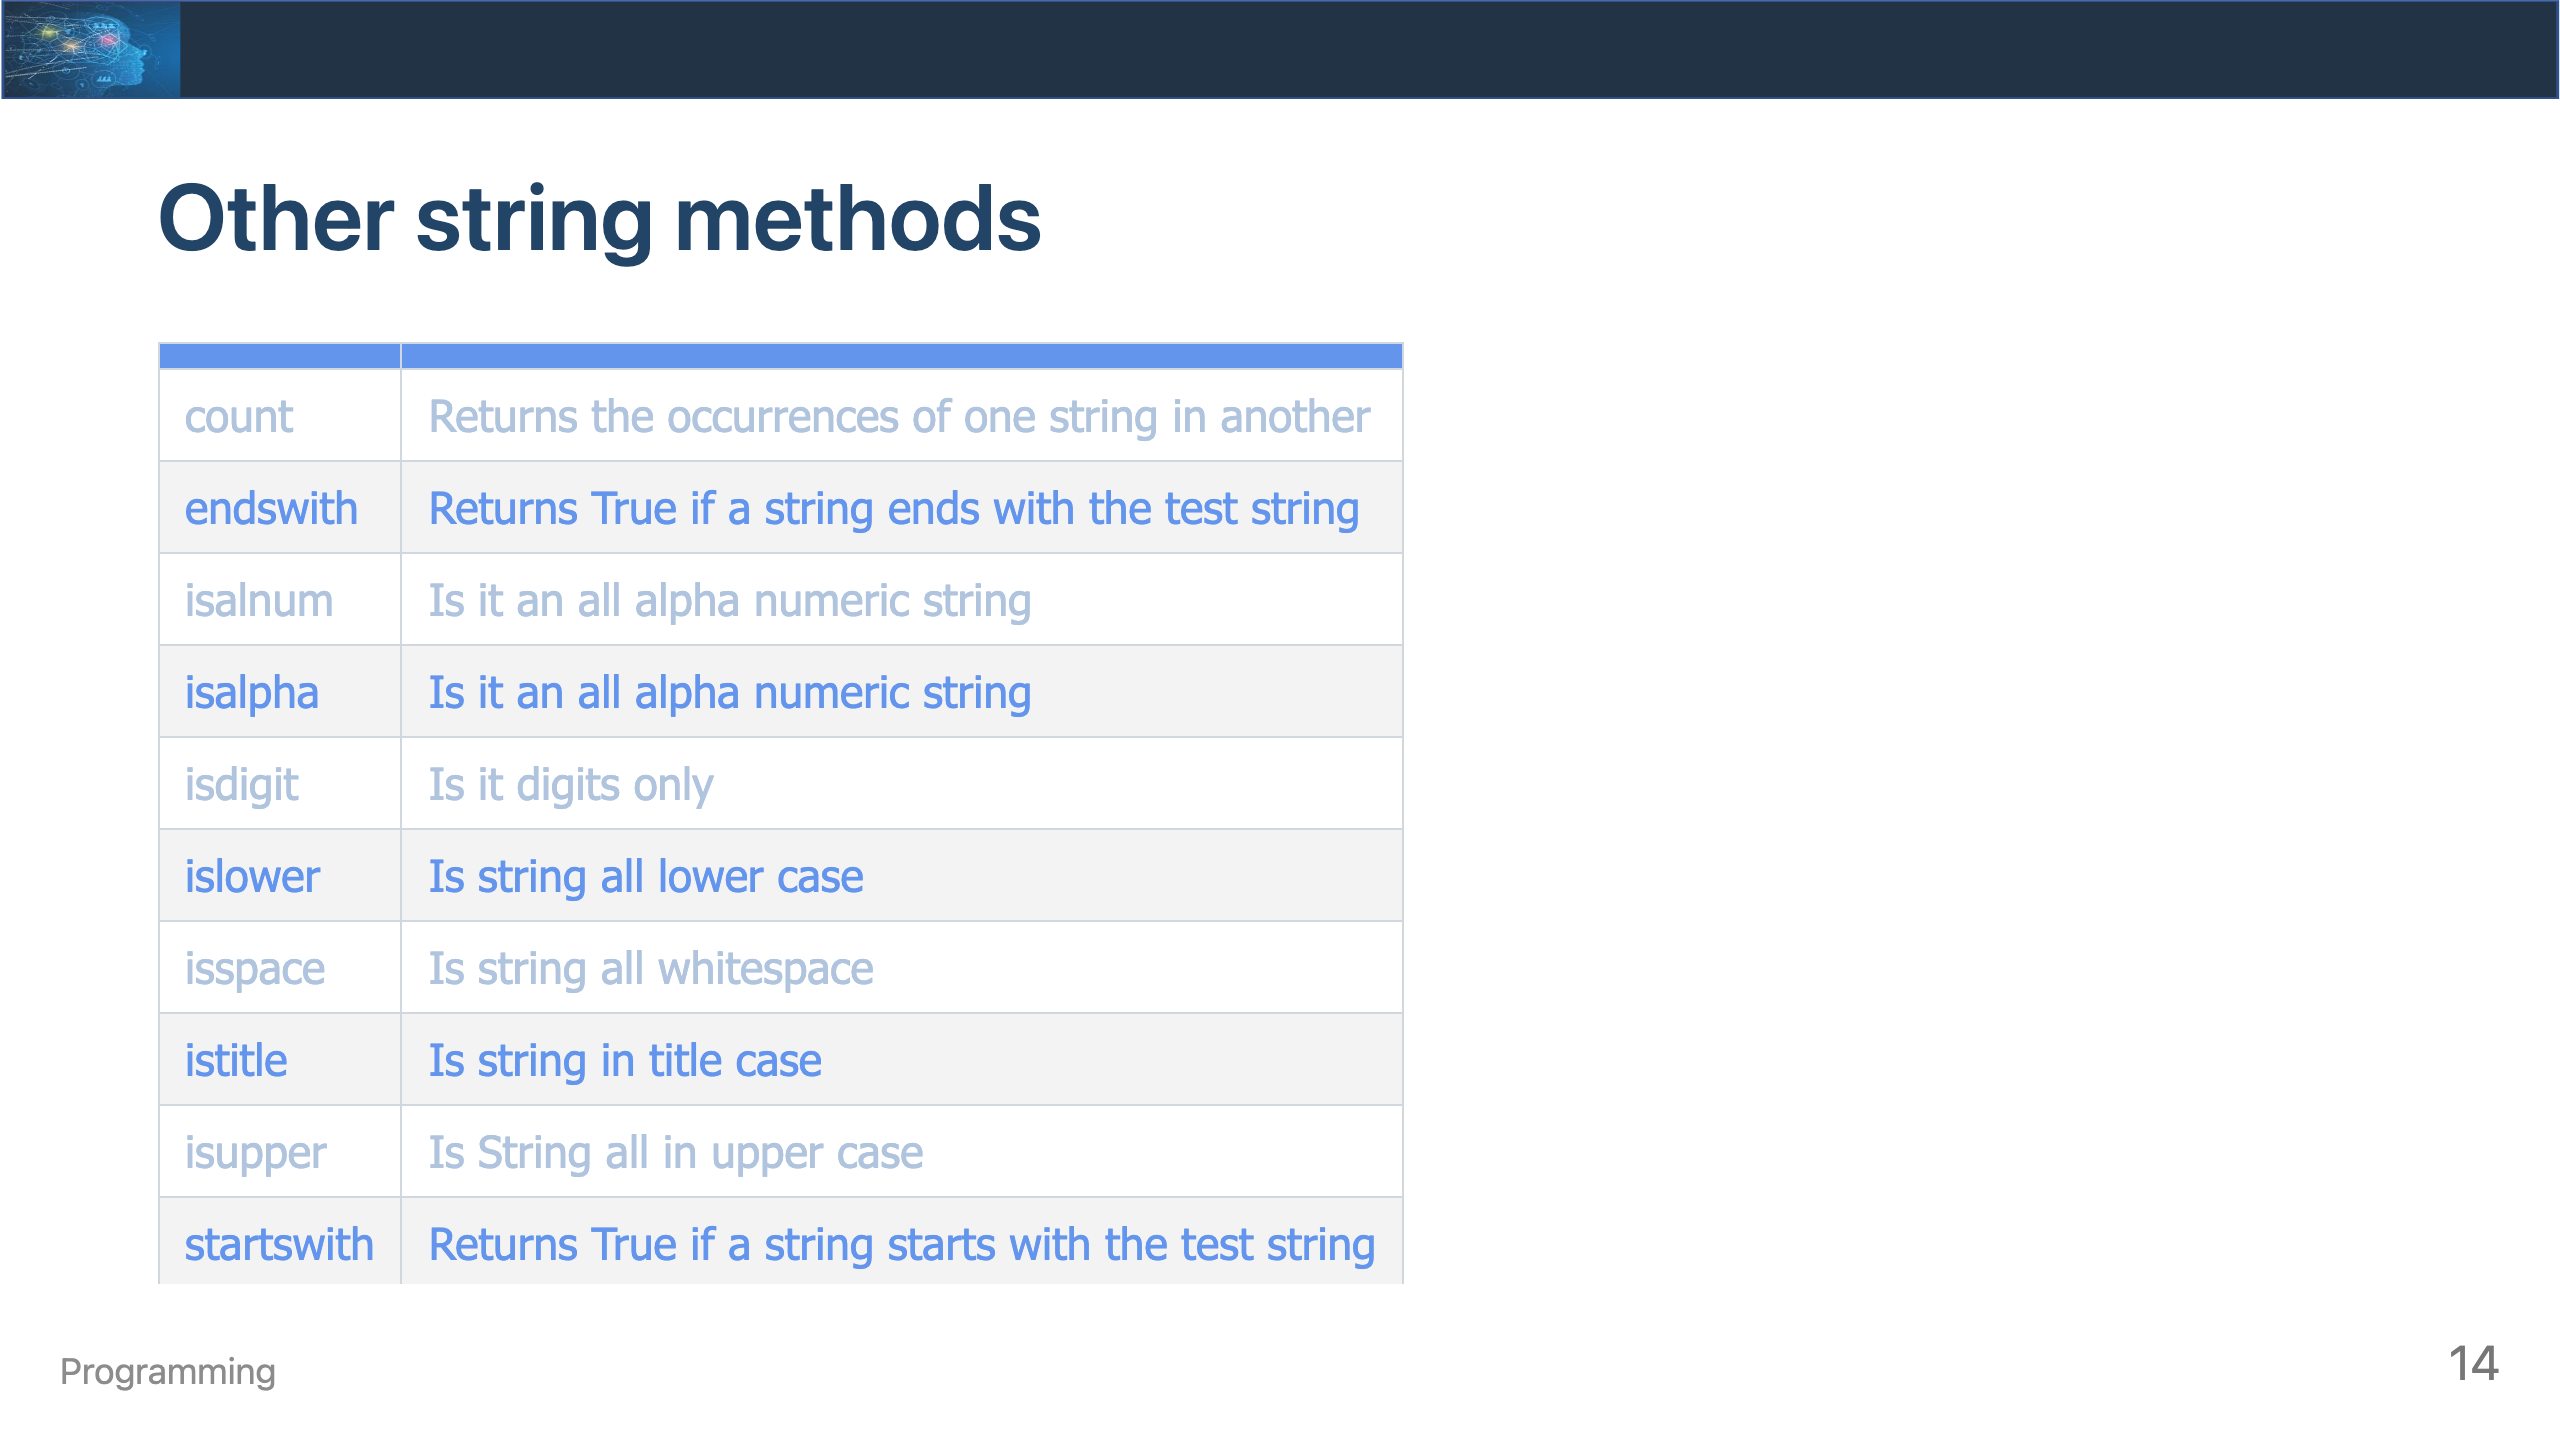 Other string methods
count Returns the occurrences of one string in another
endswith Returns True if a string ends with the test string
isalnum Is it an all alpha numeric string
isalpha Is it an all alpha numeric string
isdigit Is it digits only
islower Is string all lower case
isspace Is string all whitespace
istitle Is string in title case
isupper Is String all in upper case
startswith Returns True if a string starts with the test string
Programming
14